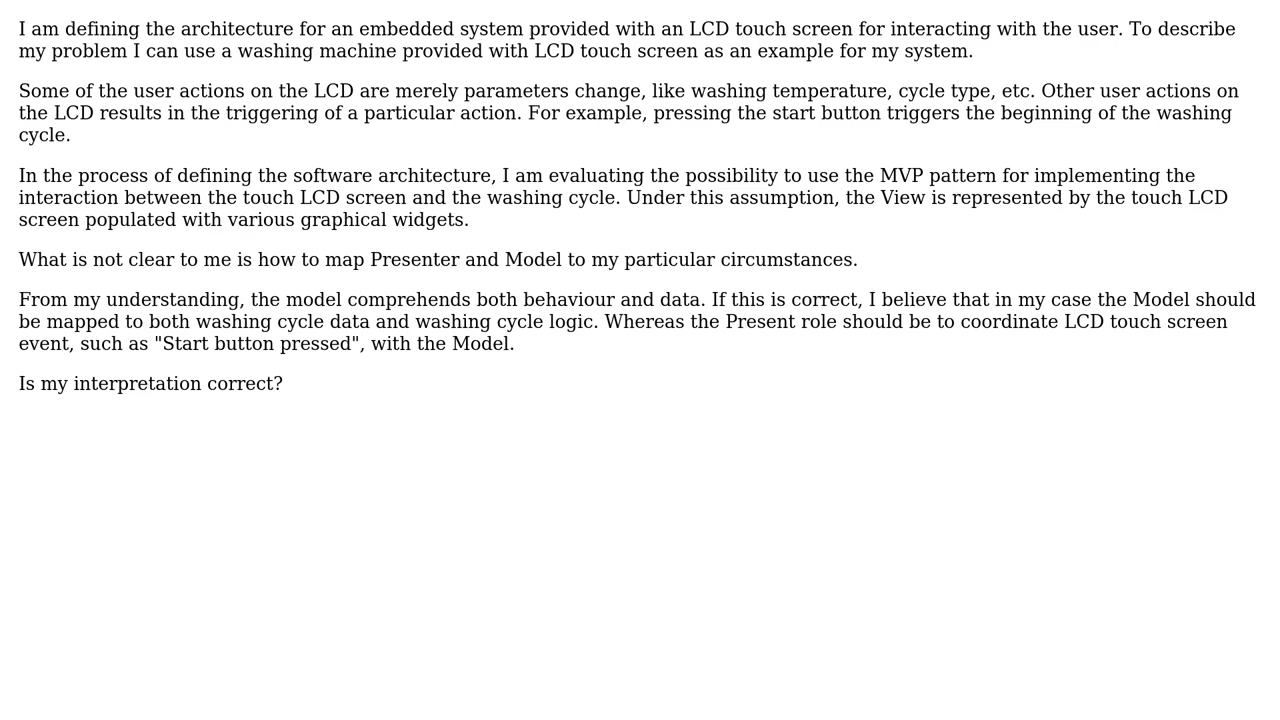 I am defining the architecture for an embedded system provided with an LCD touch screen for interacting with the user. To describe
my problem I can use a washing machine provided with LCD touch screen as an example for my system.
Some of the user actions on the LCD are merely parameters change, like washing temperature, cycle type, etc. Other user actions on
the LCD results in the triggering of a particular action. For example, pressing the start button triggers the beginning of the washing
cycle.
In the process of defining the software architecture, I am evaluating the possibility to use the MVP pattern for implementing the
interaction between the touch LCD screen and the washing cycle. Under this assumption, the View is represented by the touch LCD
screen populated with various graphical widgets.
What is not clear to me is how to map Presenter and Model to my particular circumstances.
From my understanding, the model comprehends both behaviour and data. If this is correct, I believe that in my case the Model should
be mapped to both washing cycle data and washing cycle logic. Whereas the Present role should be to coordinate LCD touch screen
event, such as "Start button pressed", with the Model.
Is my interpretation correct?